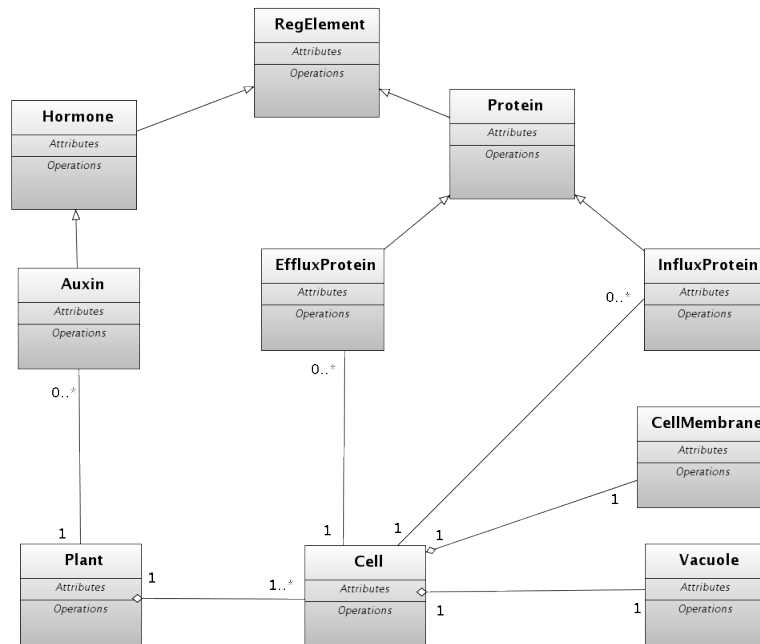 RegElement
Attributes
Operations
Protein
Attributes
Operations
Hormone
Attributes
Operations
EffluxProtein
Attributes
Operations
InfluxProtein
Attributes
Operations
0..*
Auxin
Attributes
Operations
0..*
0..*
CellMembrane
Attributes
Operations
1
1
1
1
1
Plant
Attributes
Operations
1
1..*
Cell
Attributes
Operations
1
1
Vacuole
Attributes
Operations